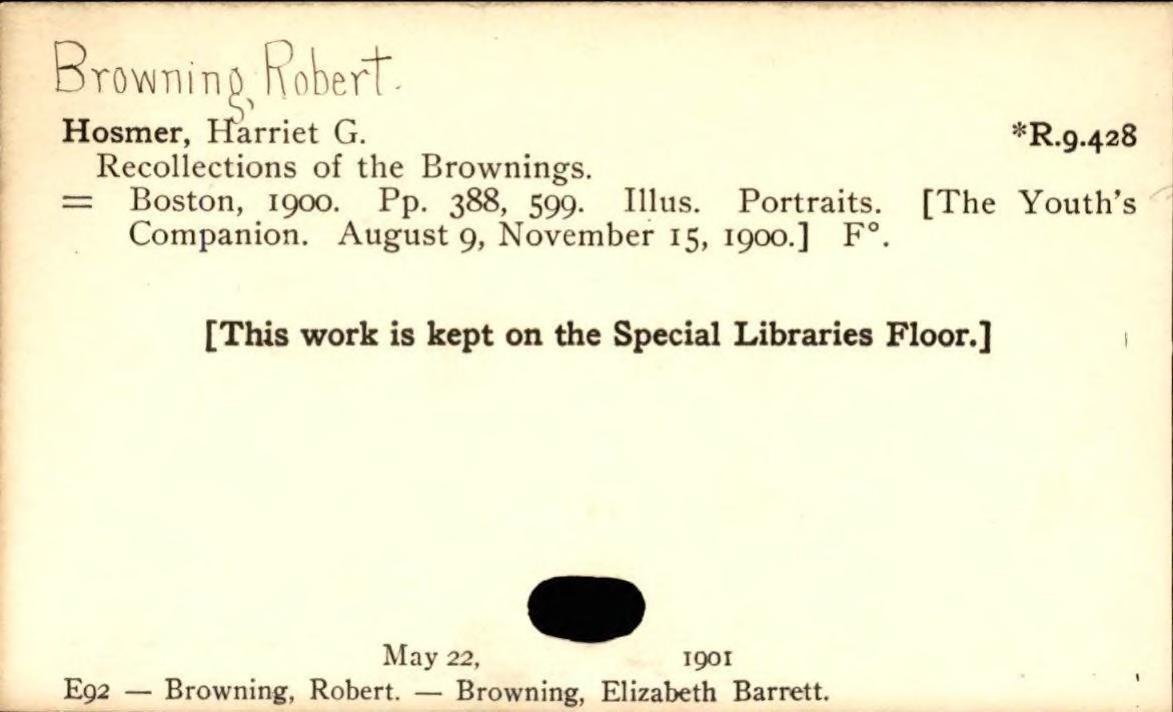 Browning, Robert.
Hosmer, Harriet G. *R.9.428
Recollections of the Brownings.
= Boston, 1900. Pp. 388, 599. Illus. Portraits. [The Youth's
Companion. August 9, November 15, 1900.] F°.
[This work is kept on the Special Libraries Floor.]
May 22, 1901
E92 — Browning, Robert. — Browning, Elizabeth Barrett.